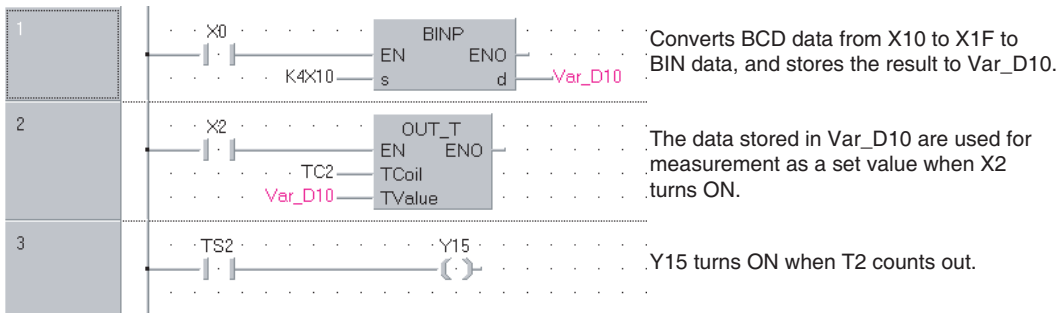 1
X0
BINP
EN ENO
K4X10 s d Var_D10
Converts BCD data from X10 to X1F to
BIN data, and stores the result to Var_D10.
2
X2
OUT_T
EN ENO
TC2 TCoil
Var_D10 TValue
The data stored in Var_D10 are used for
measurement as a set value when X2
turns ON.
3
TS2 Y15
Y15 turns ON when T2 counts out.